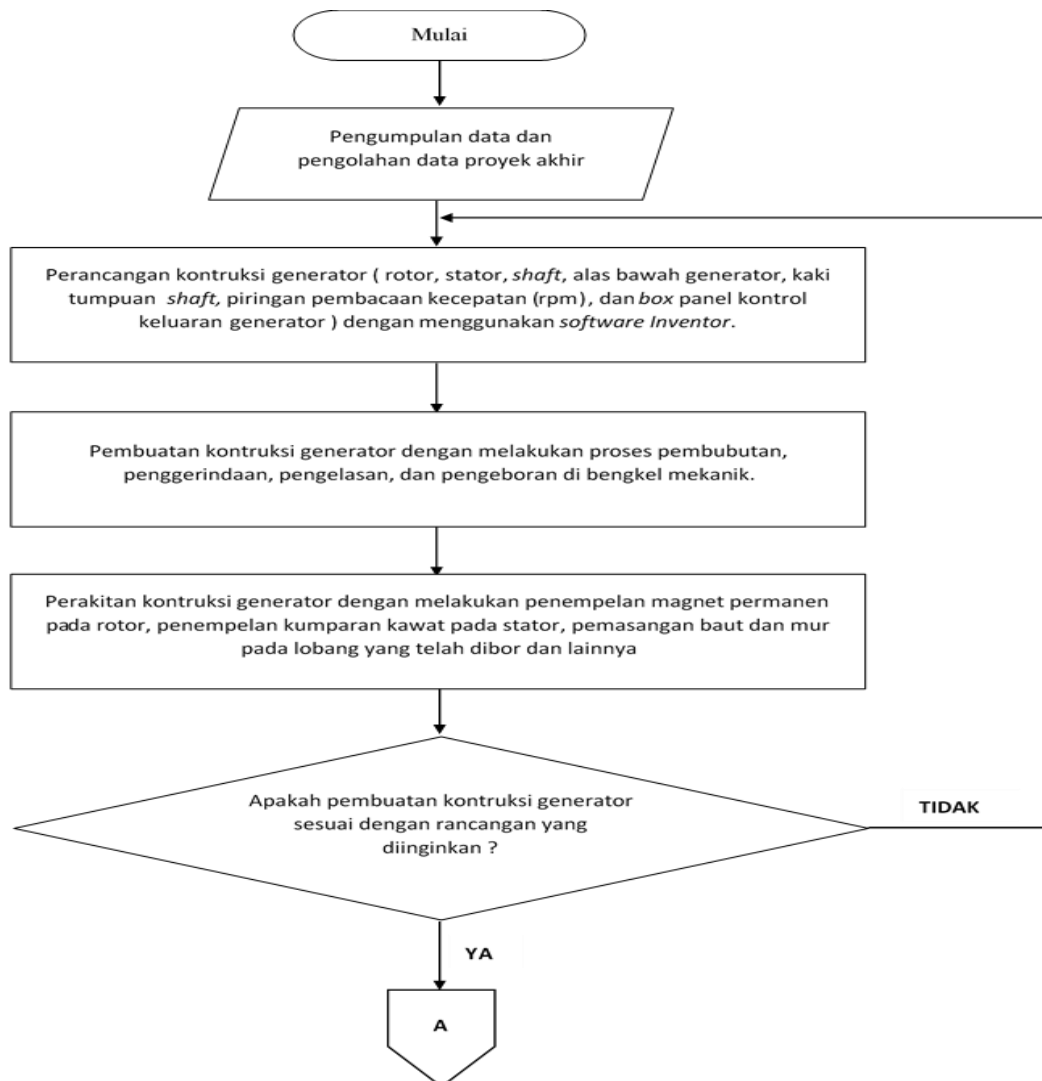 Mulai
Pengumpulan data dan
pengolahan data proyek akhir
Perancangan kontruksi generator ( rotor, stator, shaft, alas bawah generator, kaki
tumpuan shaft, piringan pembacaan kecepatan (rpm), dan box panel kontrol
keluaran generator ) dengan menggunakan software Inventor.
Pembuatan kontruksi generator dengan melakukan proses pembubutan,
penggerindaan, pengelasan, dan pengeboran di bengkel mekanik.
Perakitan kontruksi generator dengan melakukan penempelan magnet permanen
pada rotor, penempelan kumparan kawat pada stator, pemasangan baut dan mur
pada lobang yang telah dibor dan lainnya
Apakah pembuatan kontruksi generator
sesuai dengan rancangan yang
diinginkan ?
TIDAK
YA
A